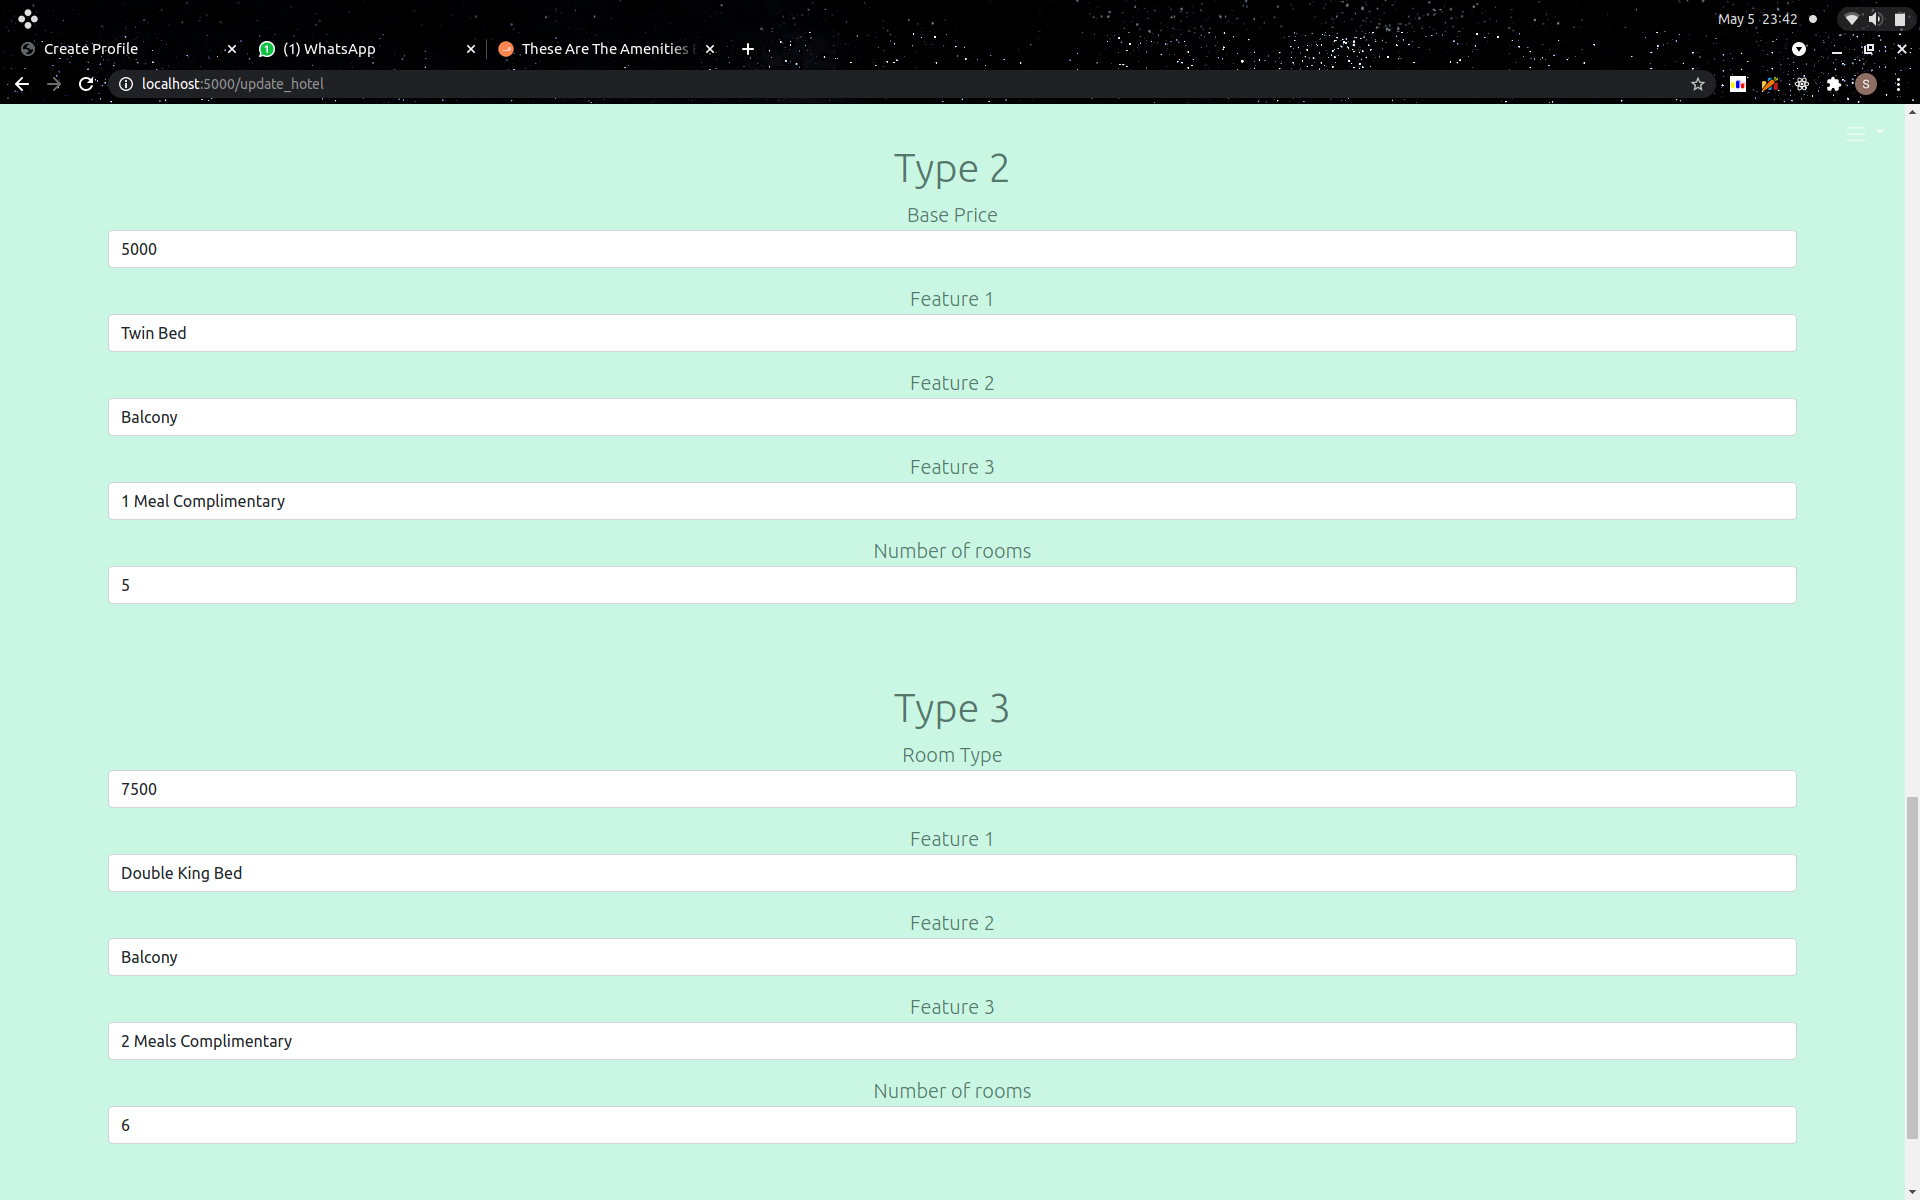 May 5 23:42
Create Profile
1
(1) WhatsApp
These Are The Amenities
localhost:5000/update_hotel
S
Type 2
Base Price
5000
Feature 1
Twin Bed
Feature 2
Balcony
Feature 3
1 Meal Complimentary
Number of rooms
5
Type 3
Room Type
7500
Feature 1
Double King Bed
Feature 2
Balcony
Feature 3
2 Meals Complimentary
Number of rooms
6